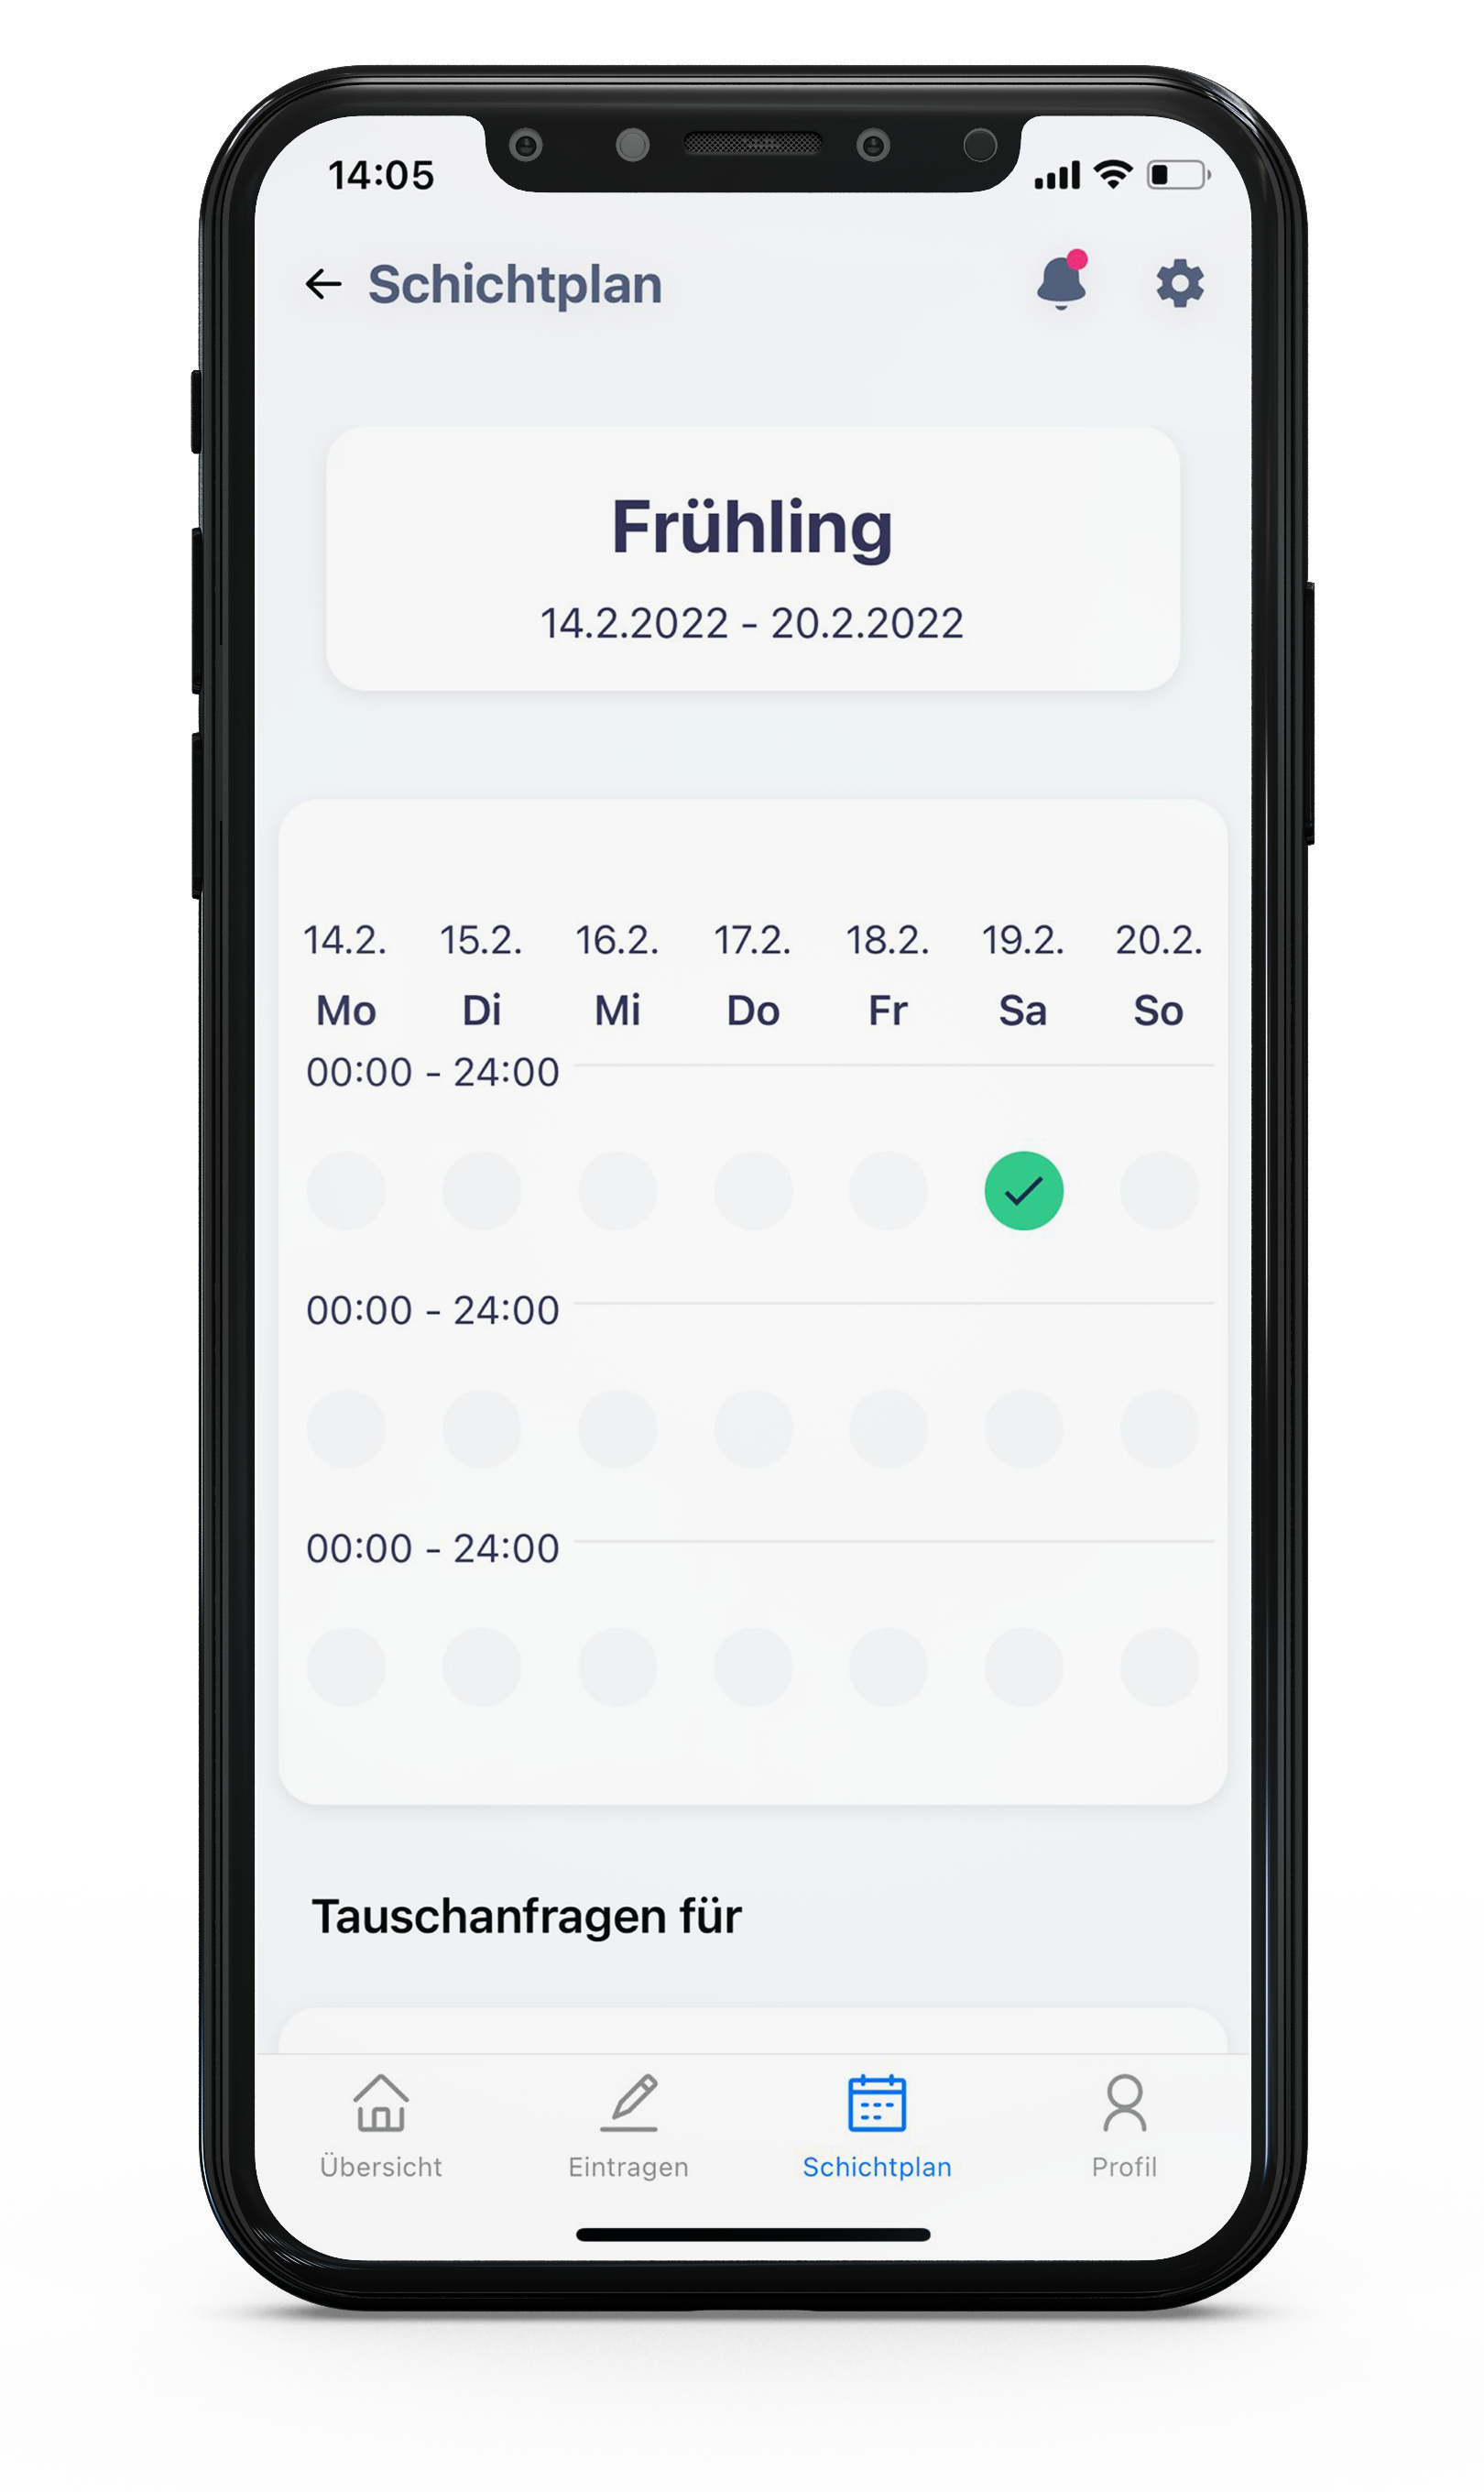 14:05
Schichtplan
Frühling
14.2.2022 - 20.2.2022
14.2. 15.2. 16.2. 17.2. 18.2. 19.2. 20.2.
Mo Di Mi Do Fr Sa So
00:00 - 24:00
00:00 - 24:00
00:00 - 24:00
Tauschanfragen für
Übersicht Eintragen Schichtplan Profil